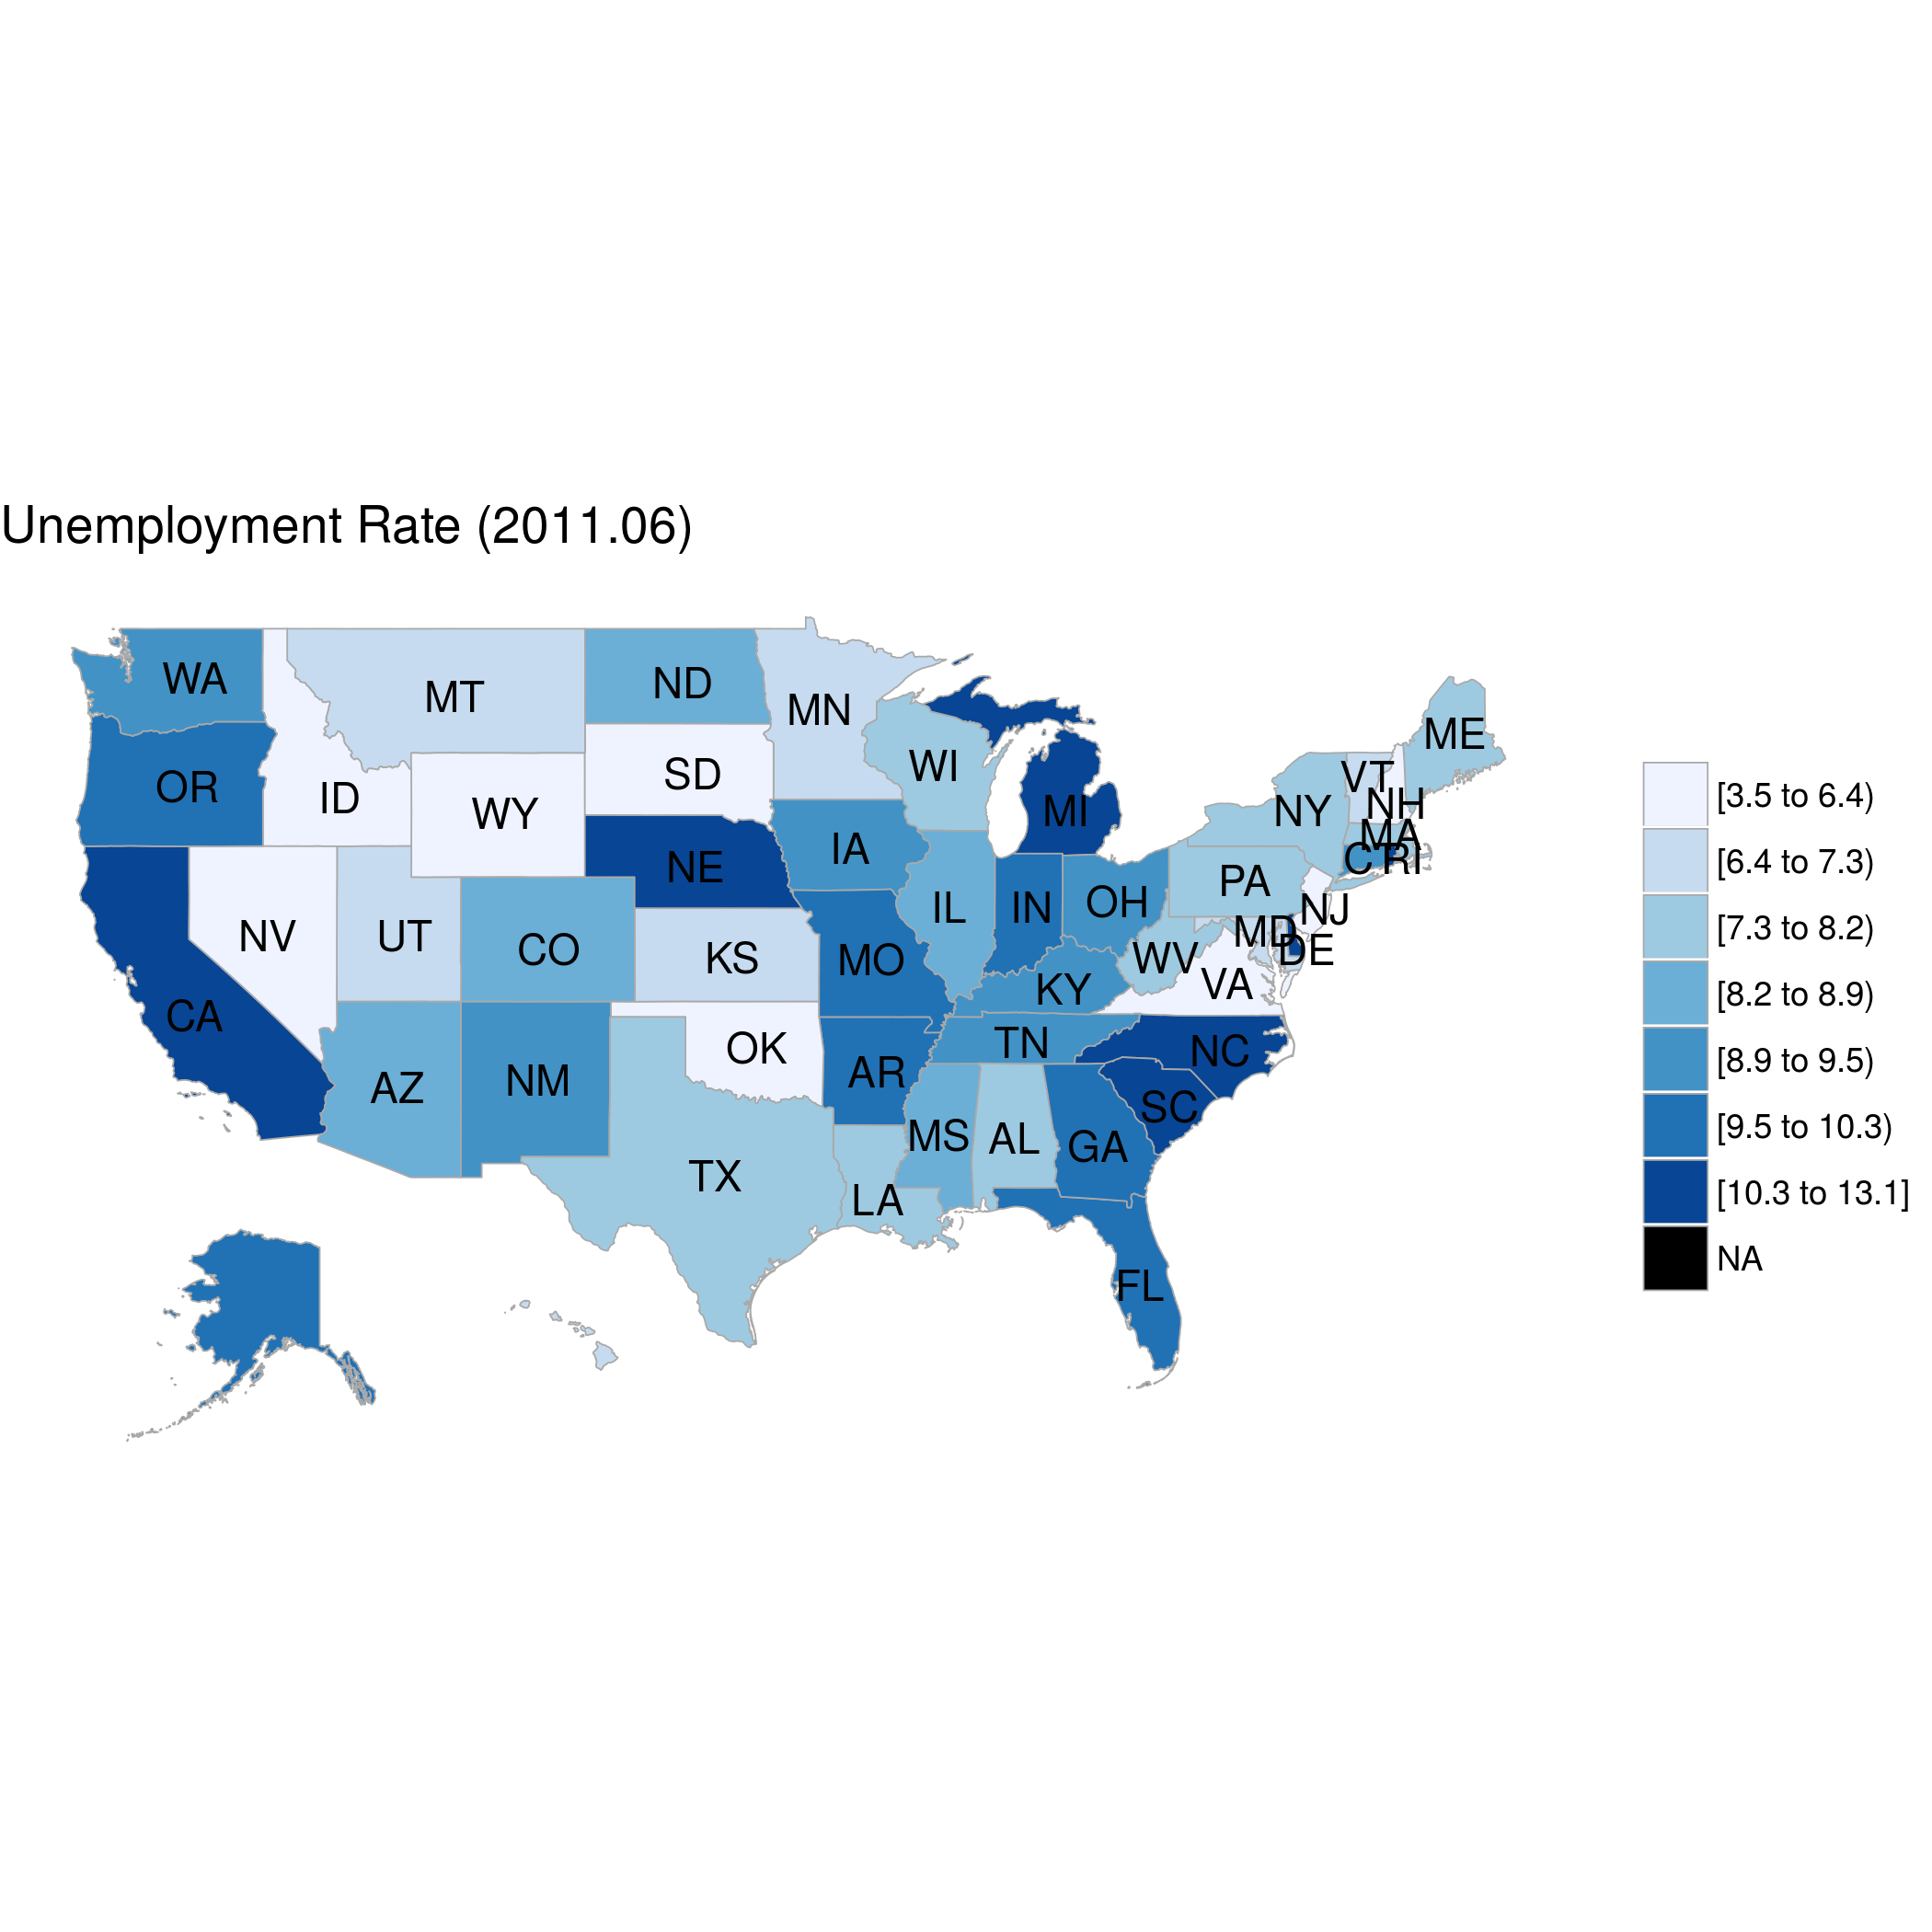 Unemployment Rate (2011.06)
WA
MT
ND
MN
ME
OR
ID
WY
SD
WI
MI
NY
VT
NH
MA
CT
RI
NE
IA
PA
NV
UT
CO
KS
MO
IL
IN
OH
NJ
MD
DE
WV
VA
KY
CA
AZ
NM
OK
AR
TN
NC
SC
TX
LA
MS
AL
GA
FL
[3.5 to 6.4)
[6.4 to 7.3)
[7.3 to 8.2)
[8.2 to 8.9)
[8.9 to 9.5)
[9.5 to 10.3)
[10.3 to 13.1]
NA